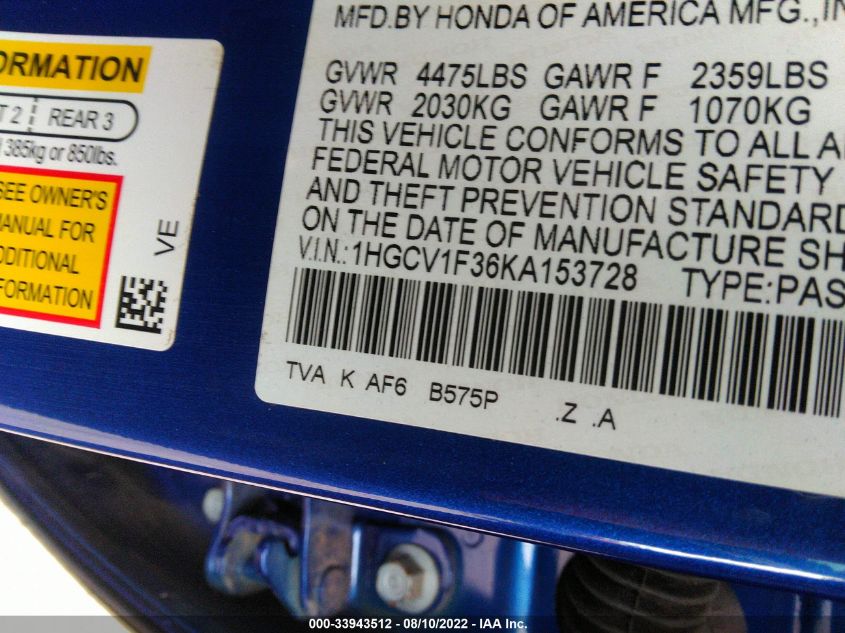 ORMATION
T 2 REAR 3
385kg or 850lbs.
SEE OWNER'S
MANUAL FOR
ADDITIONAL
FORMATION
VE
MFD.BY HONDA OF AMERICA MFG.,IN
GVWR 4475LBS GAWR F 2359LBS
GVWR 2030KG GAWR F 1070KG
THIS VEHICLE CONFORMS TO ALL A
FEDERAL MOTOR VEHICLE SAFETY
AND THEFT PREVENTION STANDARD
ON THE DATE OF MANUFACTURE SH
V.I.N.:1HGCV1F36KA153728 TYPE:PAS
TVA K AF6 B575P .Z .A
000-33943512 - 08/10/2022 - IAA Inc.